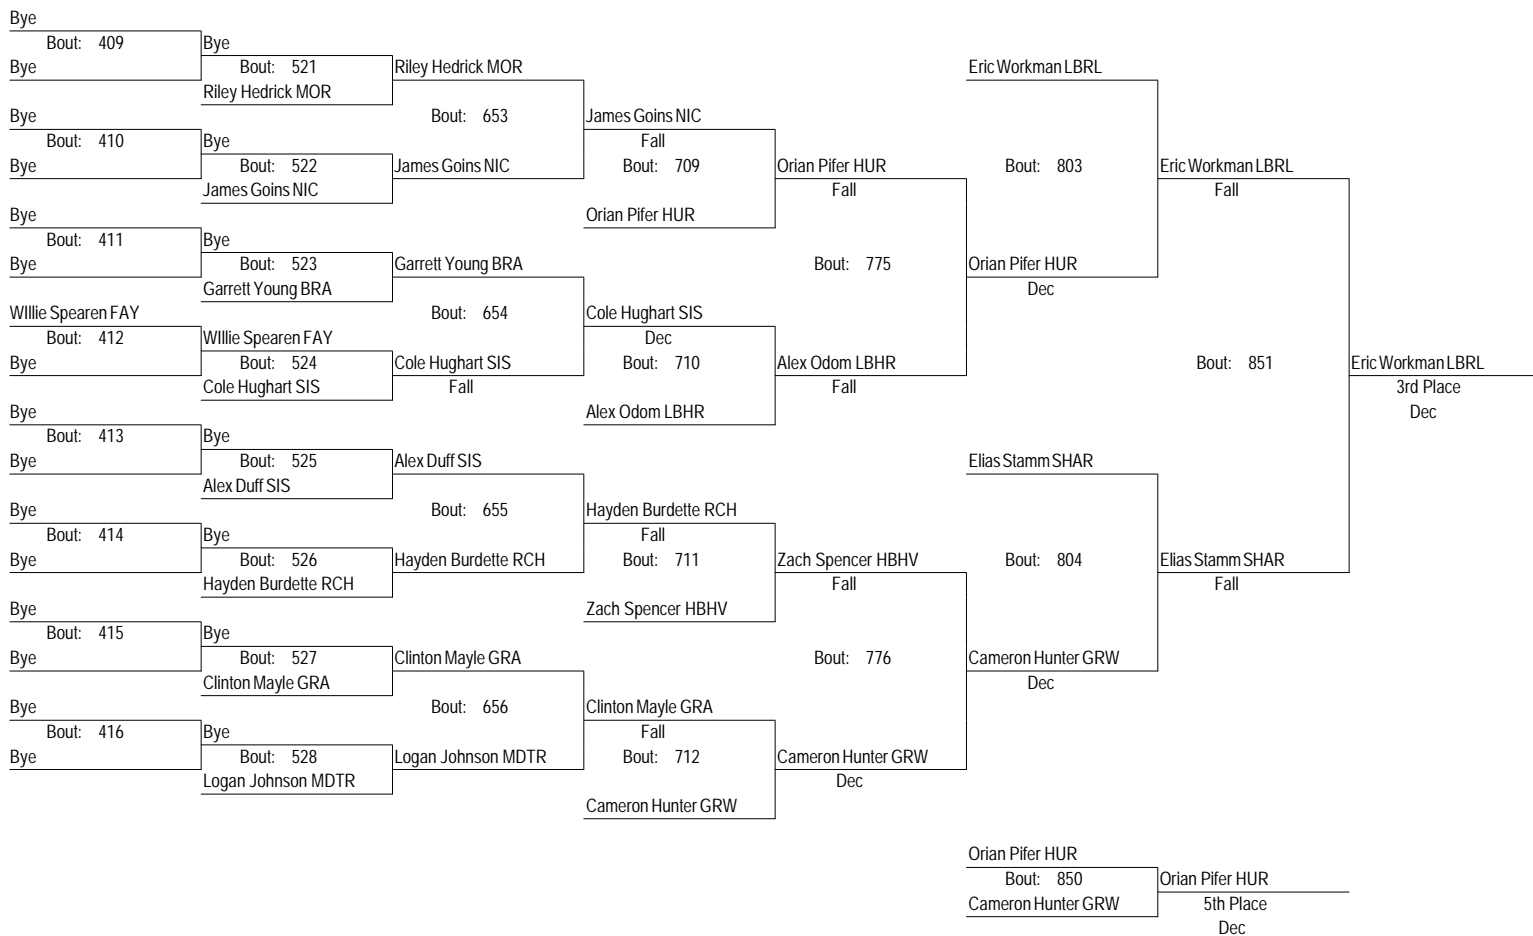 Bye
Bout: 409
Bye
Bye
Bout: 521
Riley Hedrick MOR
Riley Hedrick MOR
Bout: 653
Bye
Bout: 410
Bye
Bye
Bout: 522
James Goins NIC
James Goins NIC
James Goins NIC
Fall
Bout: 709
Orian Pifer HUR
Orian Pifer HUR
Fall
Bout: 775
Bye
Bout: 411
Bye
Bye
Bout: 523
Garrett Young BRA
Garrett Young BRA
Bout: 654
WIllie Spearen FAY
Bout: 412
Bye
WIllie Spearen FAY
Bout: 524
Cole Hughart SIS
Cole Hughart SIS
Fall
Cole Hughart SIS
Dec
Bout: 710
Alex Odom LBHR
Alex Odom LBHR
Fall
Bye
Bout: 413
Bye
Bye
Bout: 525
Alex Duff SIS
Alex Duff SIS
Bout: 655
Bye
Bout: 414
Bye
Bye
Bout: 526
Hayden Burdette RCH
Hayden Burdette RCH
Hayden Burdette RCH
Fall
Bout: 711
Zach Spencer HBHV
Zach Spencer HBHV
Fall
Bout: 776
Bye
Bout: 415
Bye
Bye
Bout: 527
Clinton Mayle GRA
Clinton Mayle GRA
Bout: 656
Bye
Bout: 416
Bye
Bye
Bout: 528
Logan Johnson MDTR
Logan Johnson MDTR
Clinton Mayle GRA
Fall
Bout: 712
Cameron Hunter GRW
Cameron Hunter GRW
Dec
Eric Workman LBRL
Bout: 803
Orian Pifer HUR
Dec
Eric Workman LBRL
Fall
Bout: 851
Elias Stamm SHAR
Bout: 804
Cameron Hunter GRW
Dec
Elias Stamm SHAR
Fall
Eric Workman LBRL
3rd Place
Dec
Orian Pifer HUR
Bout: 850
Cameron Hunter GRW
Orian Pifer HUR
5th Place
Dec